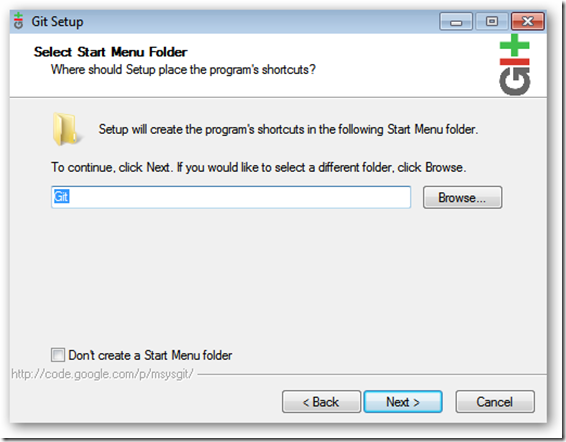 Git Setup
Select Start Menu Folder
Where should Setup place the program's shortcuts?
Git
Setup will create the program's shortcuts in the following Start Menu folder.
To continue, click Next. If you would like to select a different folder, click Browse.
Git
Browse...
Don't create a Start Menu folder
http://code.google.com/p/msysgit/
< Back
Next >
Cancel